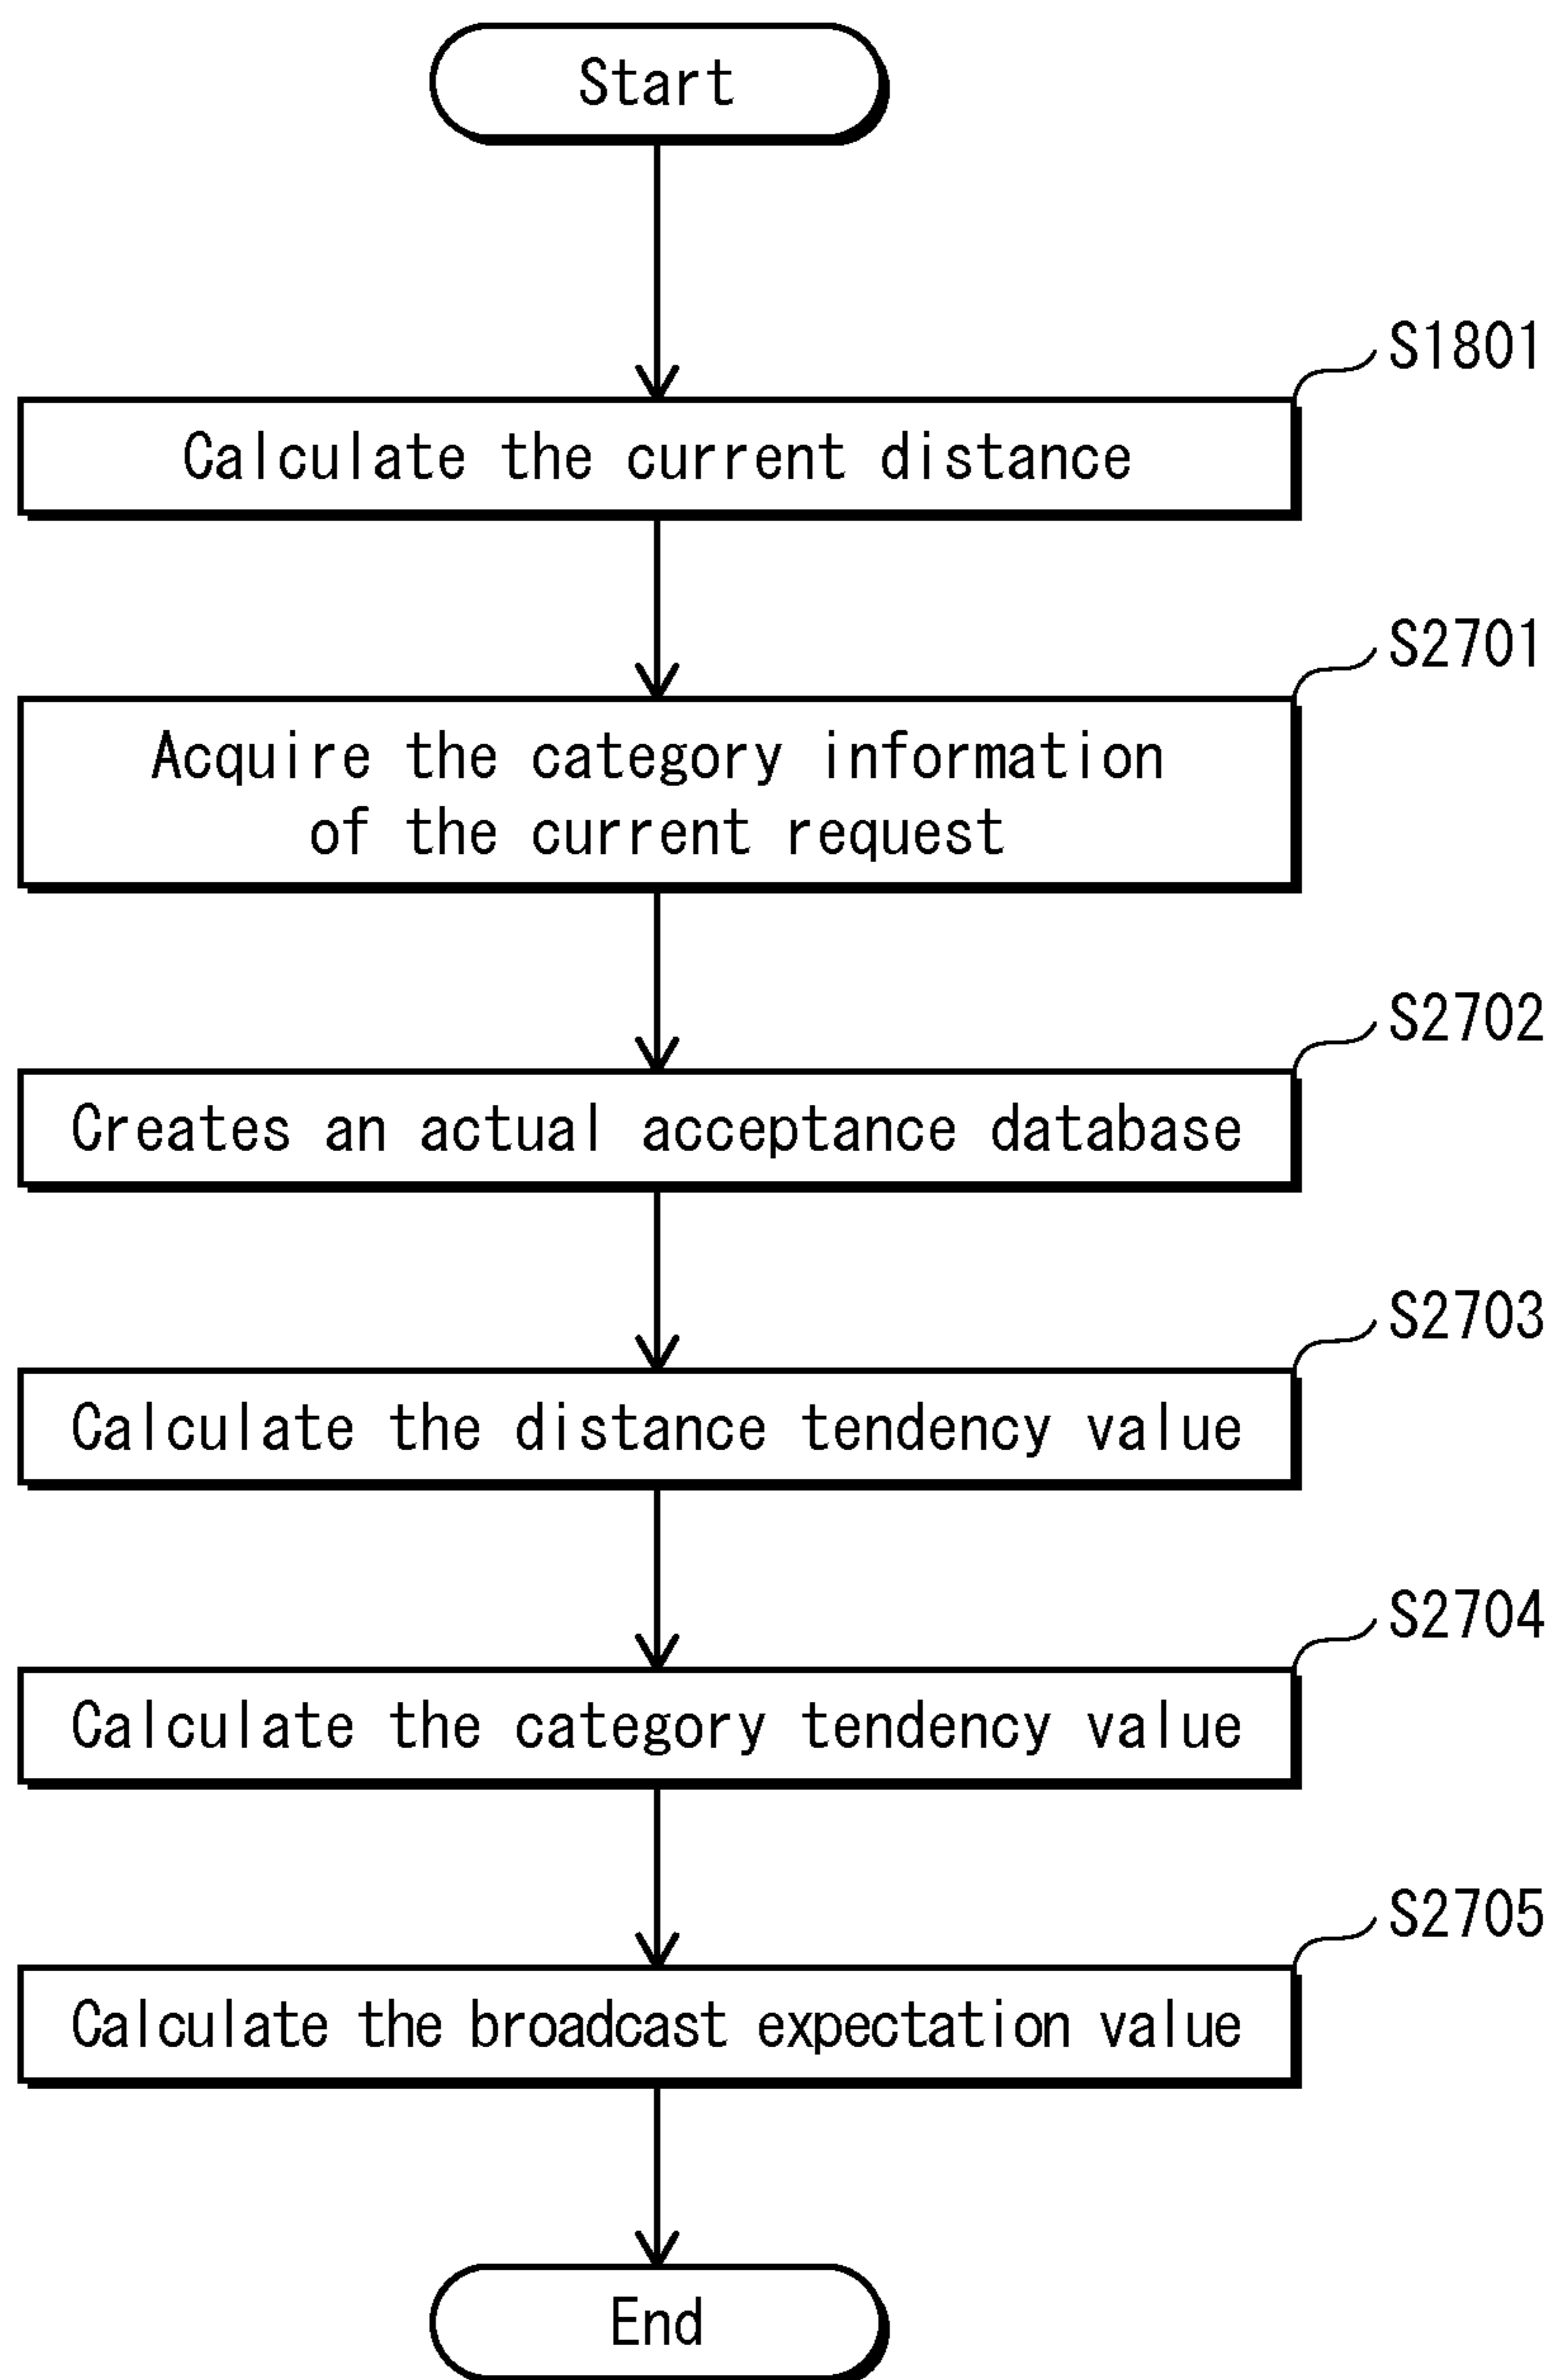 Start
S1801
Calculate the current distance
S2701
Acquire the category information
of the current request
S2702
Creates an actual acceptance database
S2703
Calculate the distance tendency value
S2704
Calculate the category tendency value
S2705
Calculate the broadcast expectation value
End